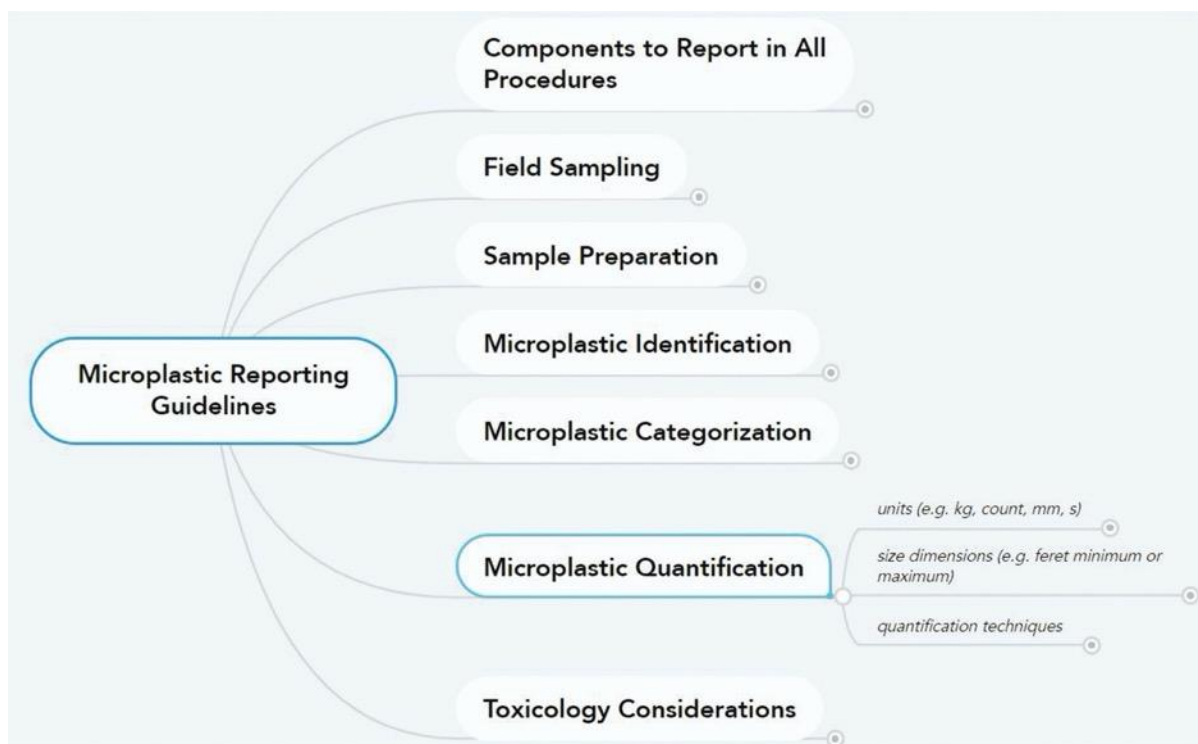 Components to Report in All
Procedures
Field Sampling
Sample Preparation
Microplastic Identification
Microplastic Reporting
Guidelines
Microplastic Categorization
units (e.g. kg, count, mm, s)
size dimensions (e.g. feret minimum or
maximum)
Microplastic Quantification
quantification techniques
Toxicology Considerations